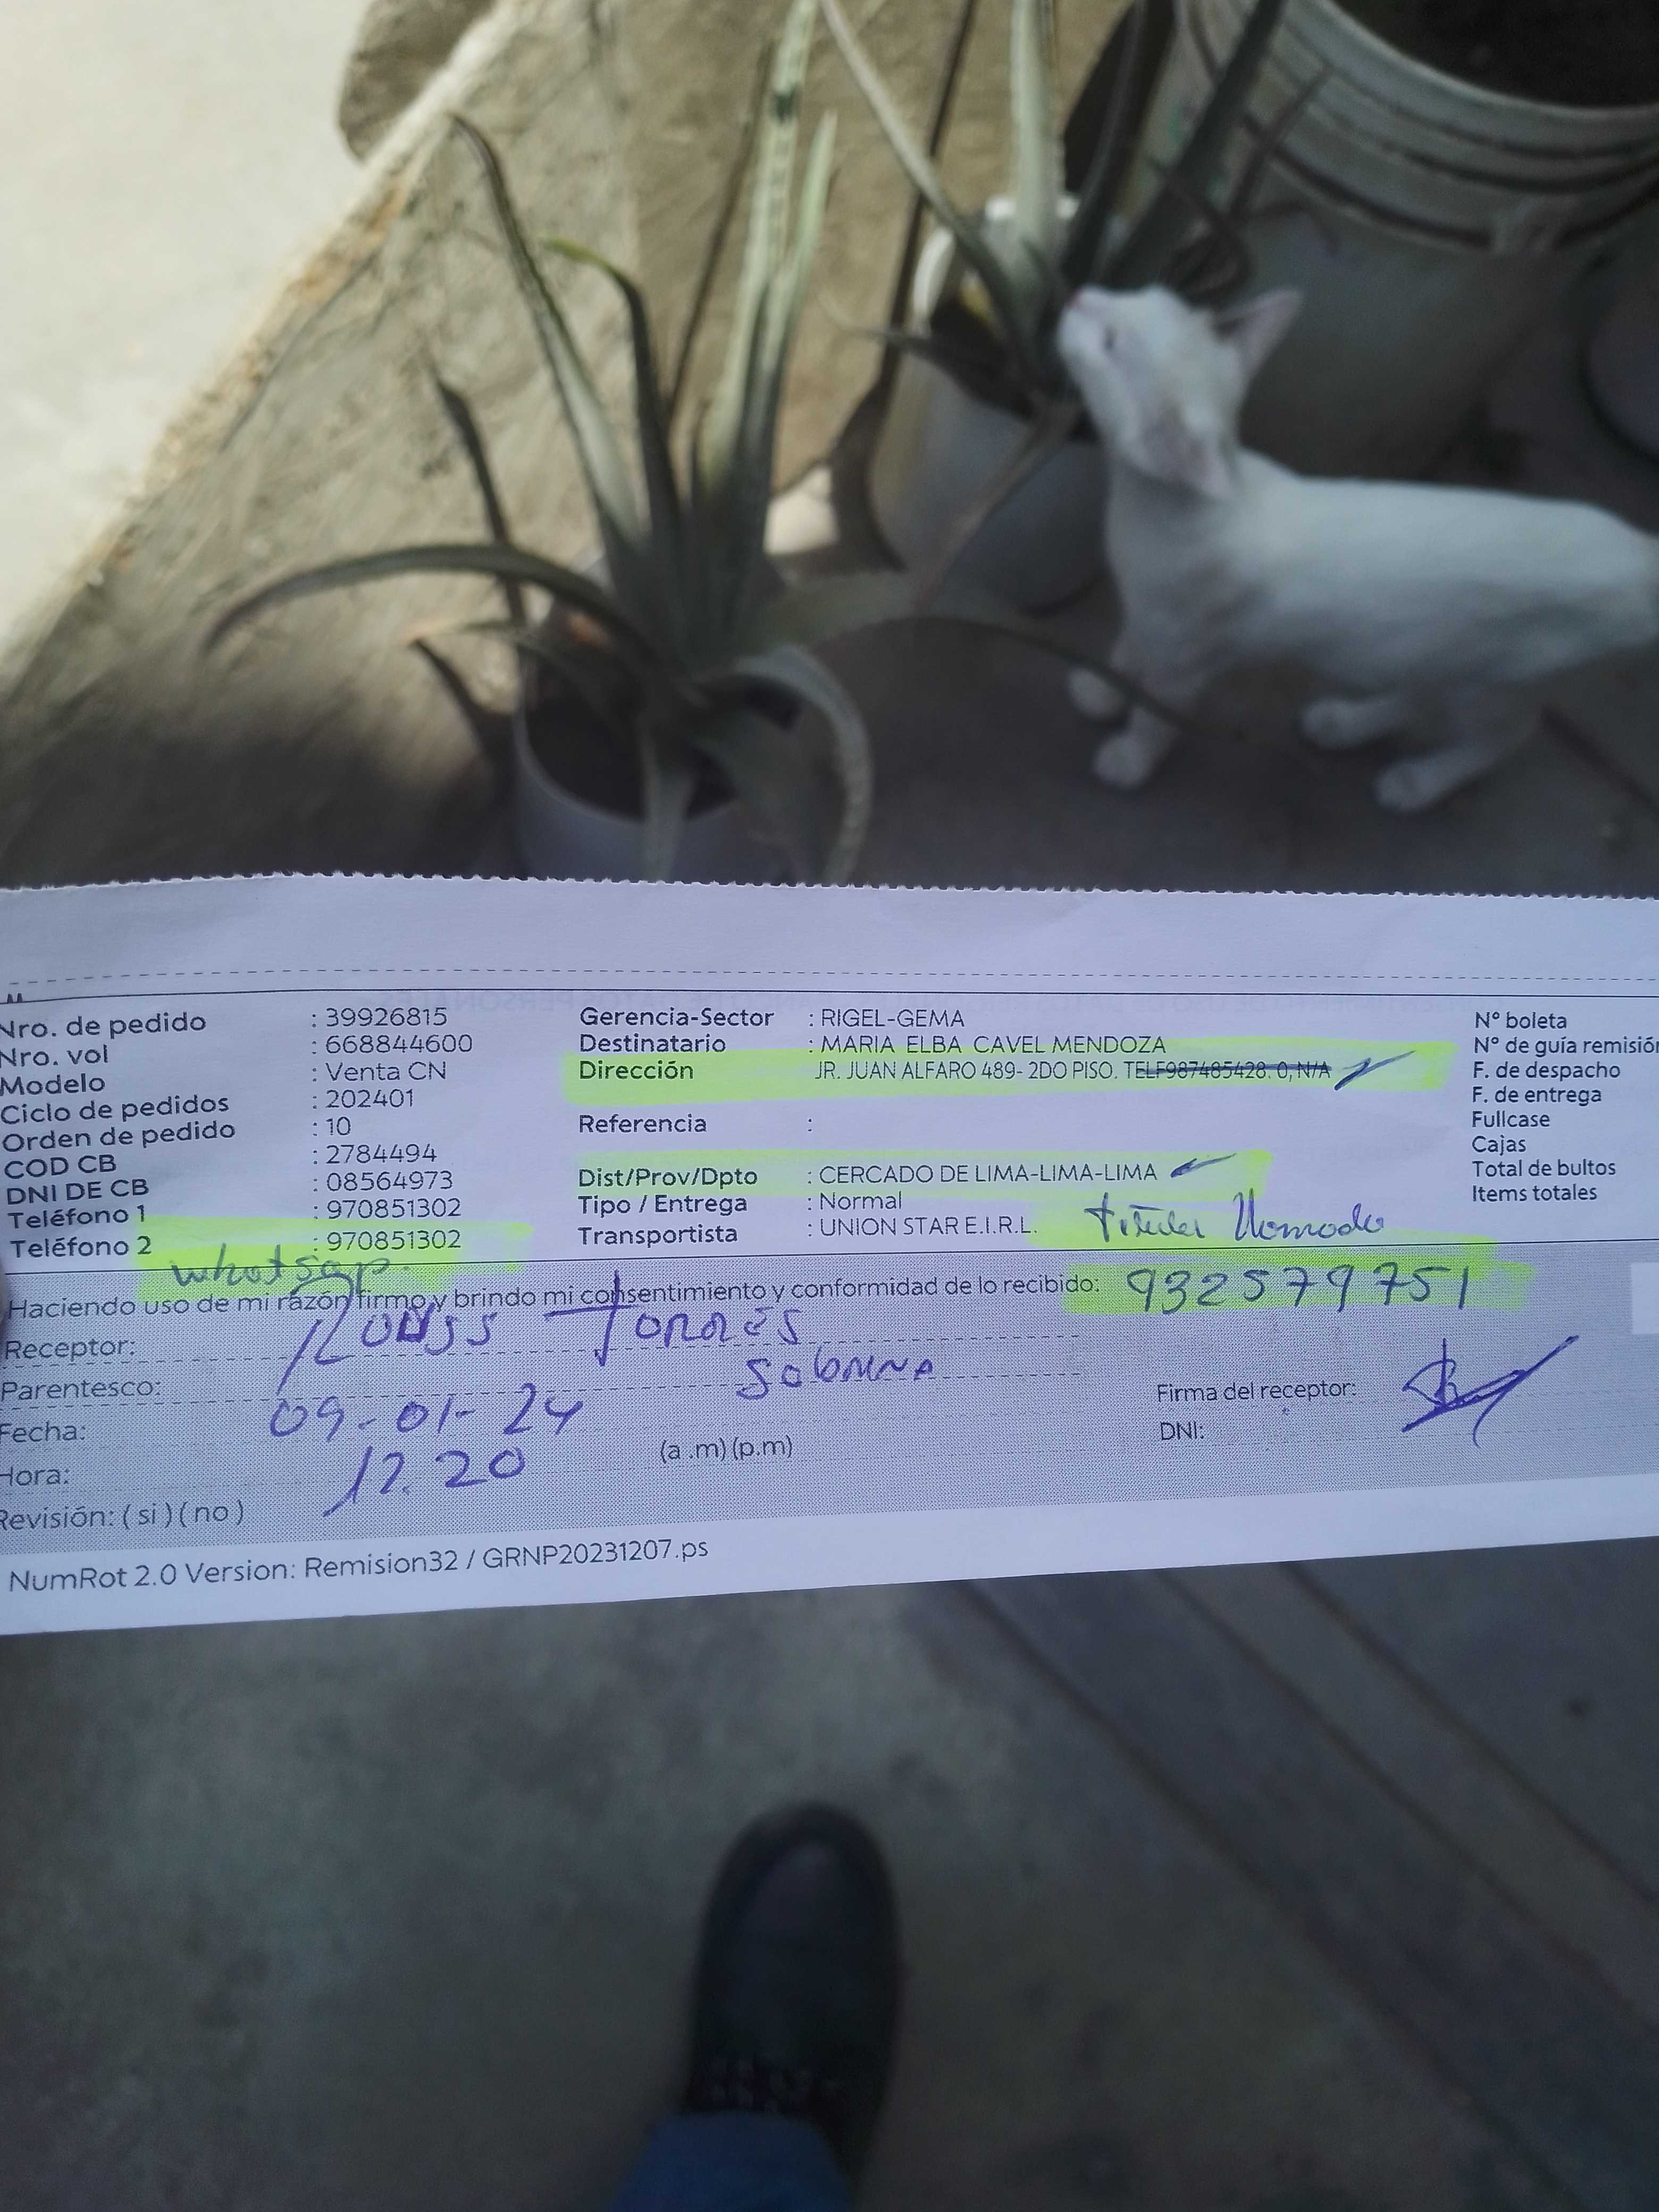 Nro. de pedido : 39926815
Nro. vol : 668844600
Modelo : Venta CN
Ciclo de pedidos : 202401
Orden de pedido : 10
COD CB : 2784494
DNI DE CB : 08564973
Teléfono 1 : 970851302
Teléfono 2 : 970851302
whatsap.
Gerencia-Sector : RIGEL-GEMA
Destinatario : MARIA ELBA CAVEL MENDOZA
Dirección JR. JUAN ALFARO 489- 2DO PISO. TELF987485428. 0, N/A
Referencia :
Dist/Prov/Dpto : CERCADO DE LIMA-LIMA-LIMA
Tipo / Entrega : Normal
Transportista : UNION STAR E.I.R.L.
N° boleta
N° de guía remisión
F. de despacho
F. de entrega
Fullcase
Cajas
Total de bultos
Items totales
Haciendo uso de mi razón firmo y brindo mi consentimiento y conformidad de lo recibido: 932579751
Receptor: Torres
Parentesco:
Fecha: 09-01-24
Hora: 12.20 (a .m) (p.m)
Revisión: ( si ) ( no )
Firma del receptor:
DNI:
NumRot 2.0 Version: Remision32 / GRNP20231207.ps